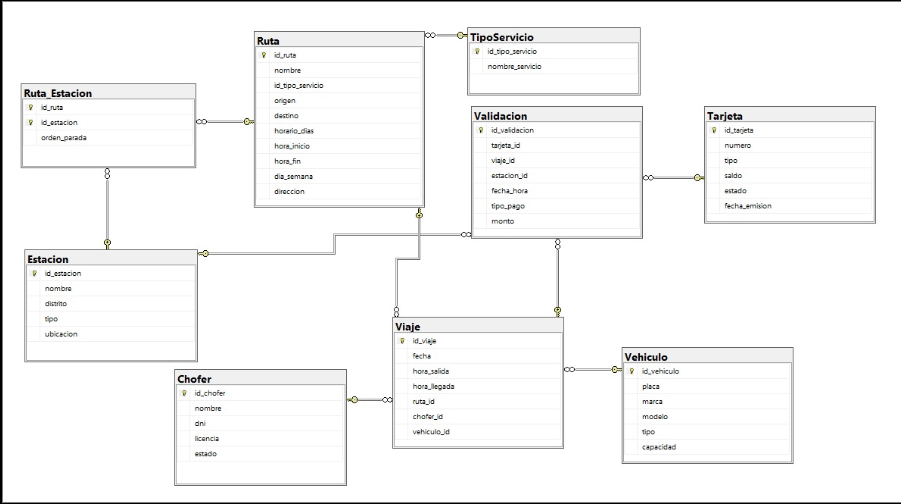 Ruta
id_ruta
nombre
id_tipo_servicio
origen
destino
horario_dias
hora_inicio
hora_fin
dia_semana
direccion
TipoServicio
id_tipo_servicio
nombre_servicio
Ruta_Estacion
id_ruta
id_estacion
orden_parada
Validacion
id_validacion
tarjeta_id
viaje_id
estacion_id
fecha_hora
tipo_pago
monto
Tarjeta
id_tarjeta
numero
tipo
saldo
estado
fecha_emision
Estacion
id_estacion
nombre
distrito
tipo
ubicacion
Viaje
id_viaje
fecha
hora_salida
hora_llegada
ruta_id
chofer_id
vehiculo_id
Vehiculo
id_vehiculo
placa
marca
modelo
tipo
capacidad
Chofer
id_chofer
nombre
dni
licencia
estado